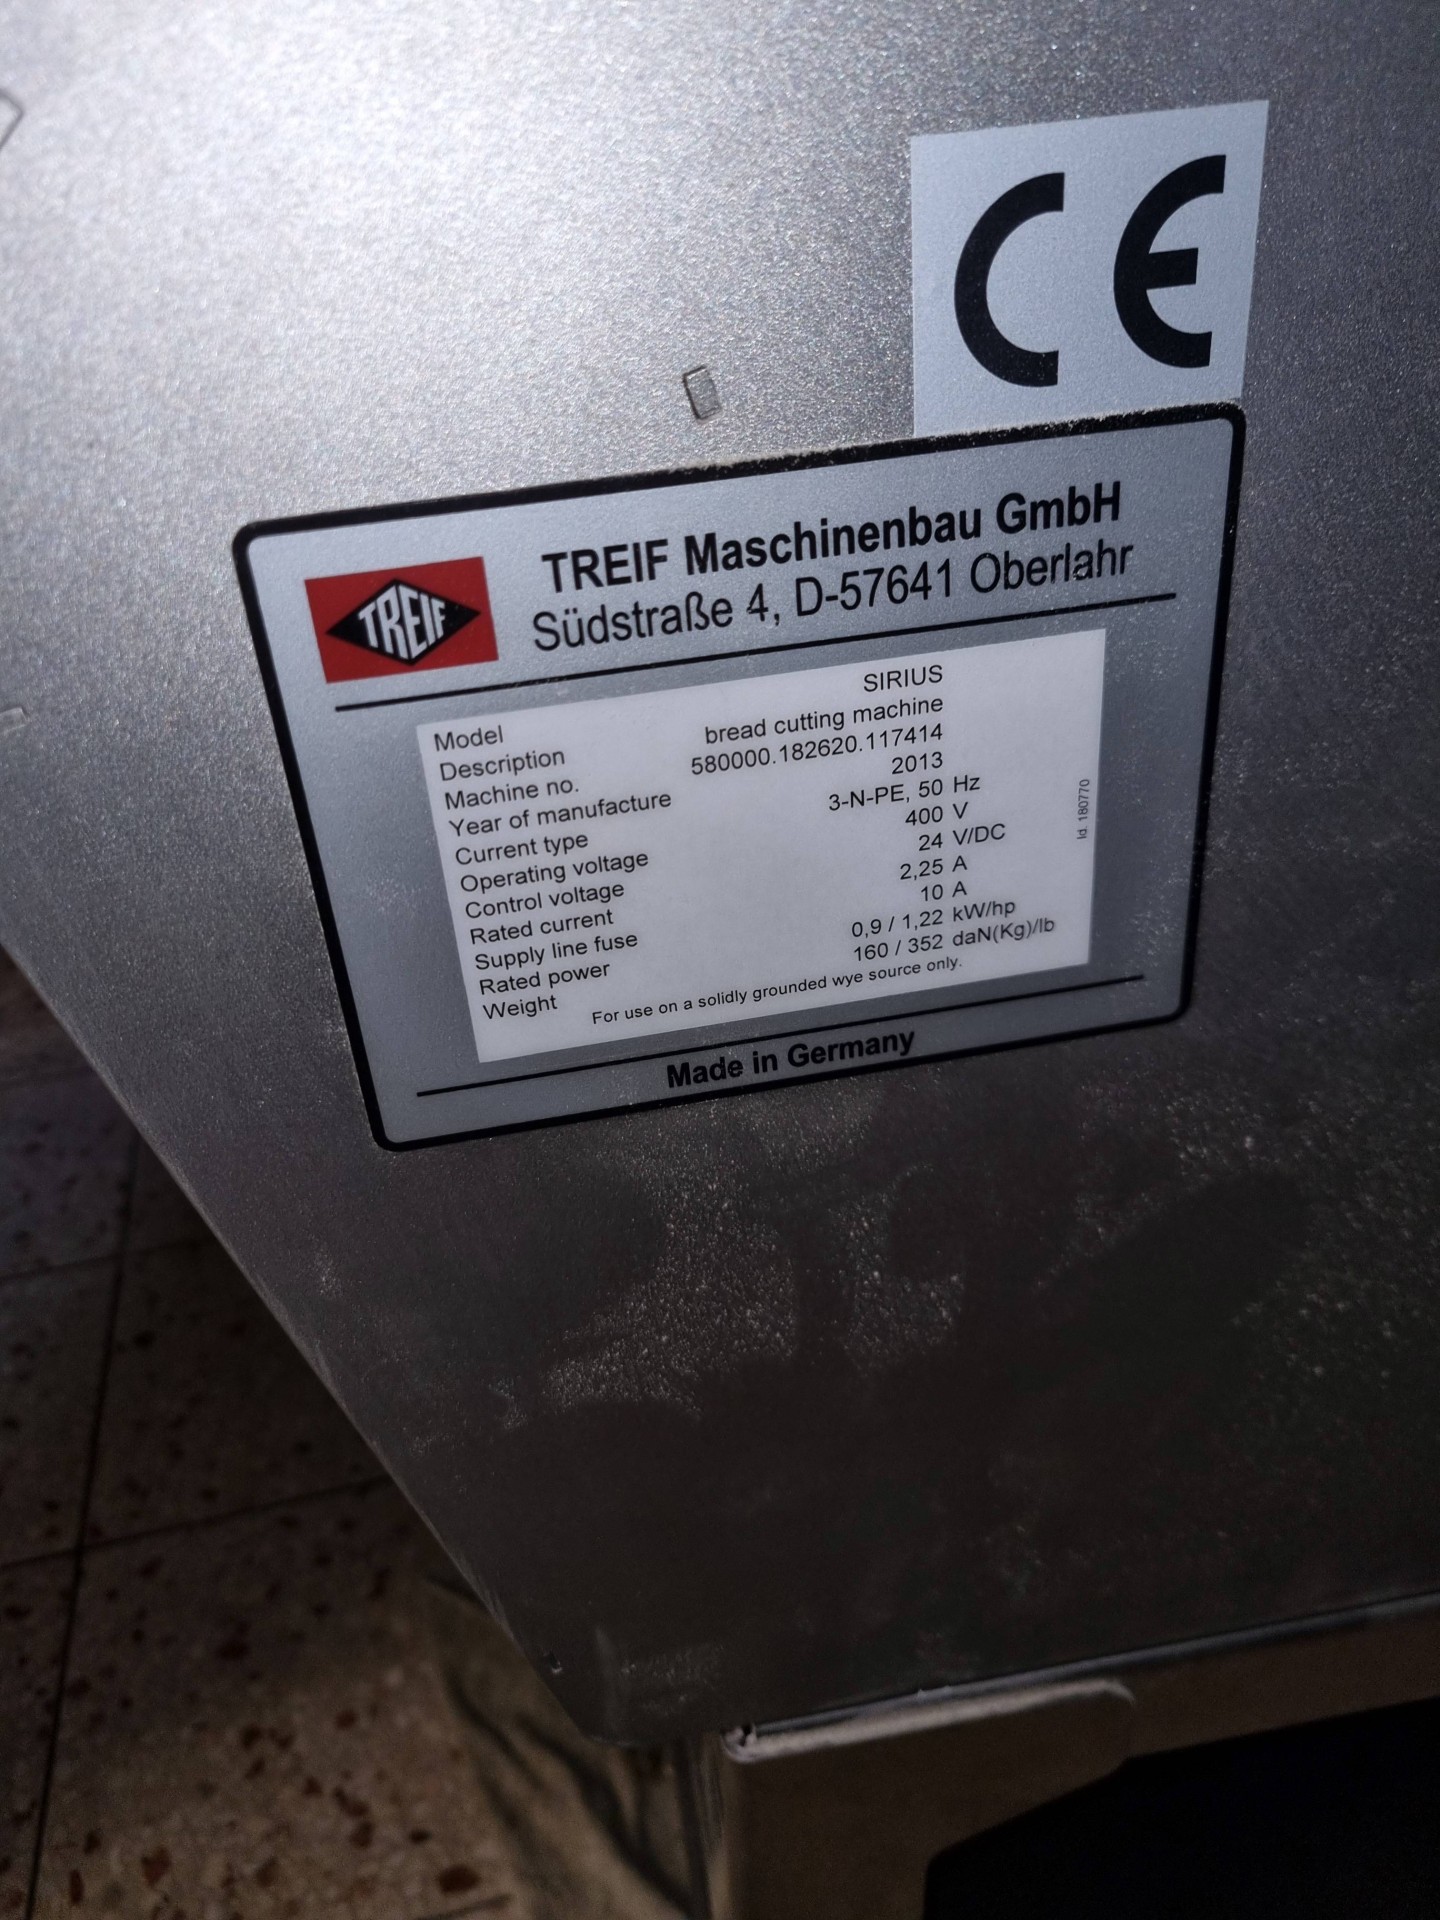 CE
TREIF
TREIF Maschinenbau GmbH
Südstraße 4, D-57641 Oberlahr
Model SIRIUS
Description bread cutting machine
Machine no. 580000.182620.117414
Year of manufacture 2013
Current type 3-N-PE, 50 Hz
Operating voltage 400 V
Control voltage 24 V/DC
Rated current 2,25 A
Supply line fuse 10 A
Rated power 0,9 / 1,22 kW/hp
Weight 160 / 352 daN(Kg)/lb
For use on a solidly grounded wye source only.
Id. 180770
Made in Germany